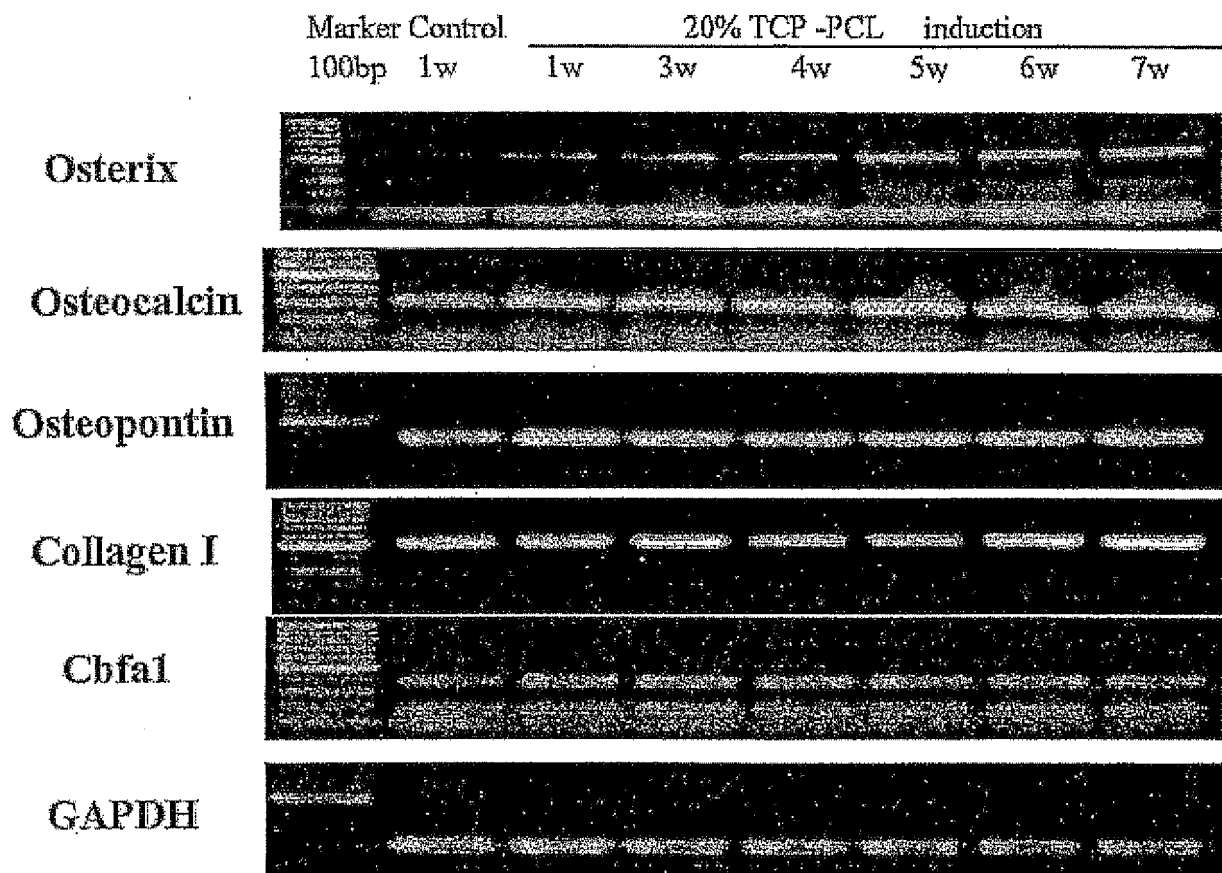 Marker Control 20% TCP -PCL induction
100bp 1w 1w 3w 4w 5w 6w 7w
Osterix
Osteocalcin
Osteopontin
Collagen I
Cbfa1
GAPDH